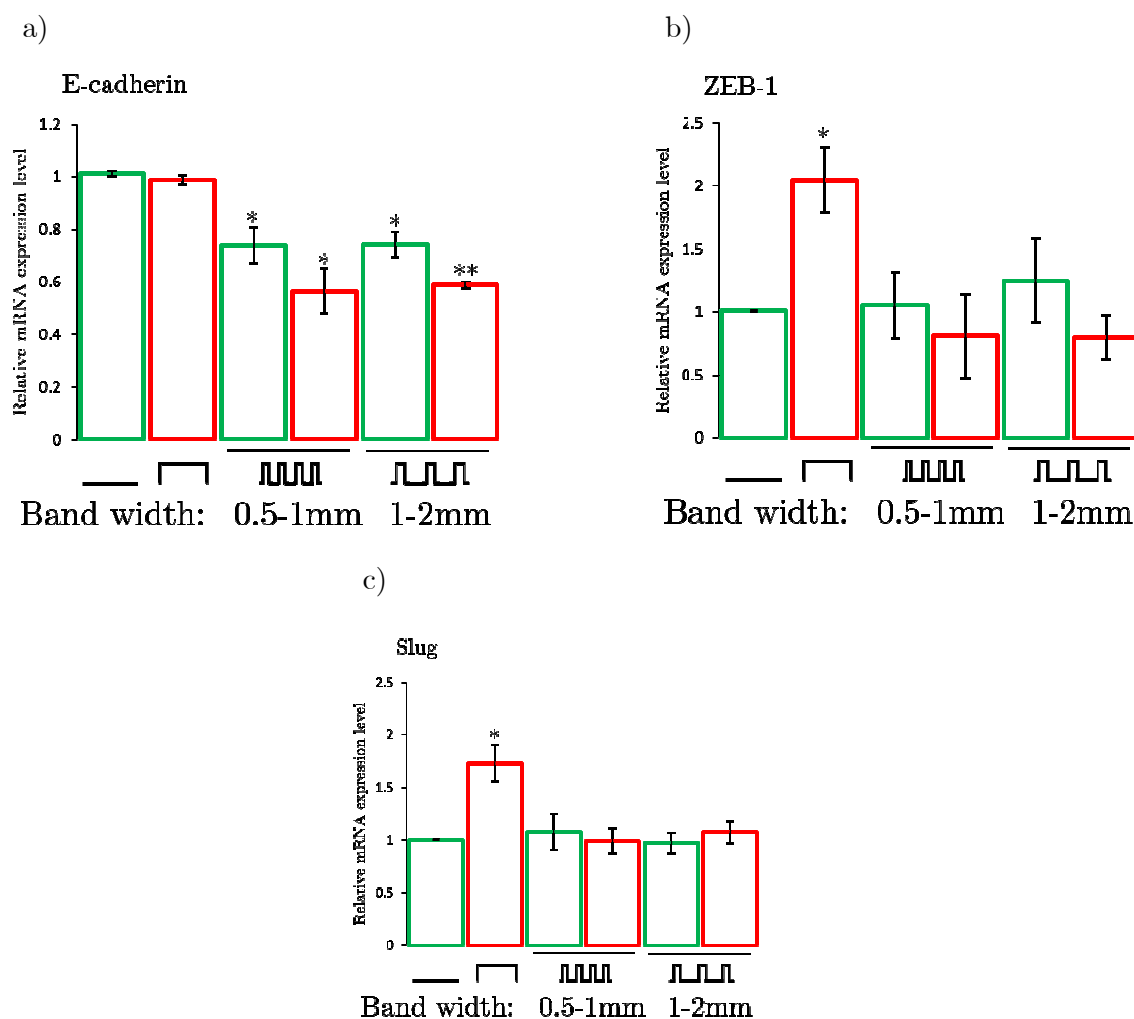 a)
E-cadherin
Relative mRNA expression level
1.2
1
0.8
0.6
0.4
0.2
0
*
*
*
**
Band width: 0.5-1mm 1-2mm
b)
ZEB-1
Relative mRNA expression level
2.5
2
1.5
1
0.5
0
*
Band width: 0.5-1mm 1-2mm
c)
Slug
Relative mRNA expression level
2.5
2
1.5
1
0.5
0
*
Band width: 0.5-1mm 1-2mm